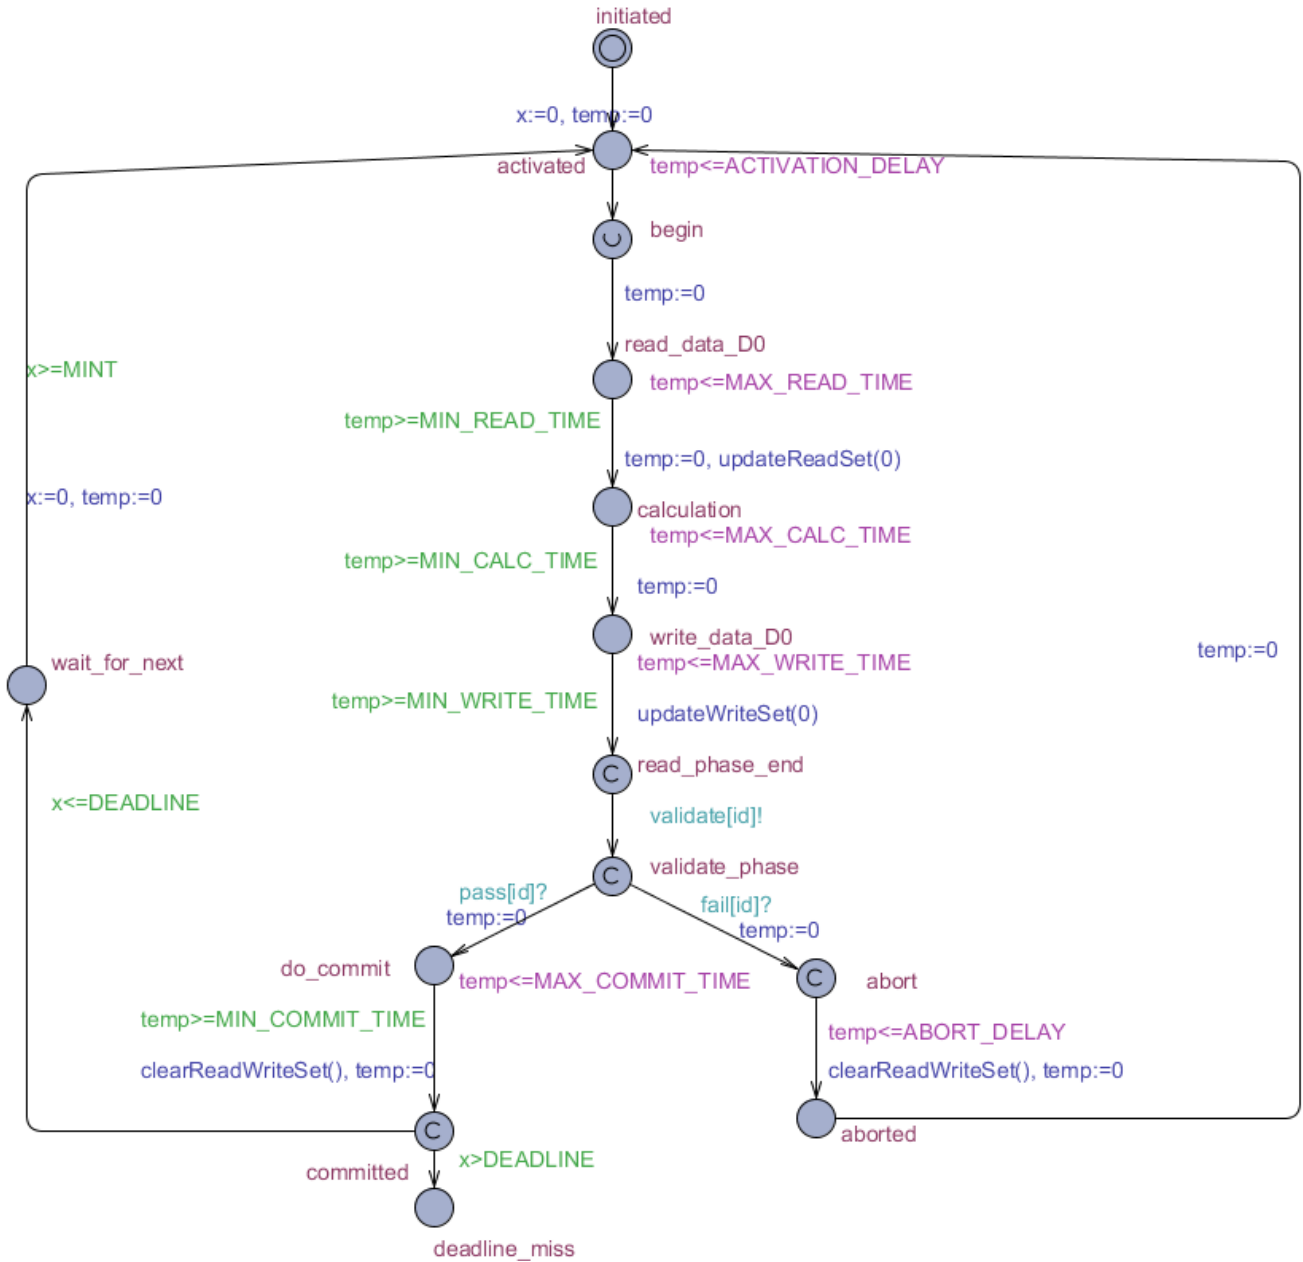 initiated
x:=0, temp:=0
activated
temp<=ACTIVATION_DELAY
begin
temp:=0
read_data_D0
x>=MINT
temp<=MAX_READ_TIME
temp>=MIN_READ_TIME
temp:=0, updateReadSet(0)
x:=0, temp:=0
calculation
temp<=MAX_CALC_TIME
temp>=MIN_CALC_TIME
temp:=0
write_data_D0
temp:=0
wait_for_next
temp<=MAX_WRITE_TIME
temp>=MIN_WRITE_TIME
updateWriteSet(0)
C
read_phase_end
x<=DEADLINE
validate[id]!
C
validate_phase
pass[id]?
temp:=0
fail[id]?
temp:=0
do_commit
temp<=MAX_COMMIT_TIME
C
abort
temp>=MIN_COMMIT_TIME
temp<=ABORT_DELAY
clearReadWriteSet(), temp:=0
clearReadWriteSet(), temp:=0
C
aborted
committed
x>DEADLINE
deadline_miss